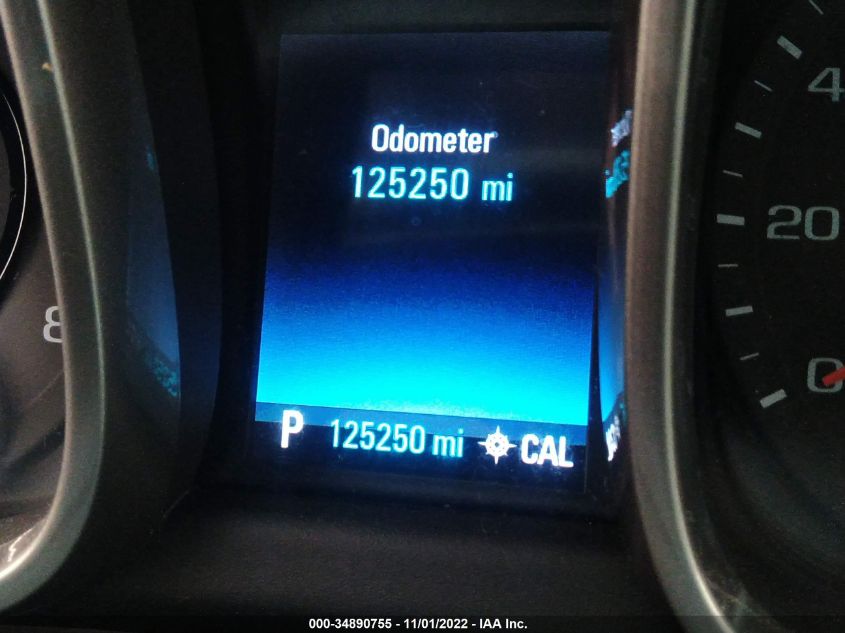 Odometer
125250 mi
4
20
8
0
P 125250 mi CAL
000-34890755 - 11/01/2022 - IAA Inc.